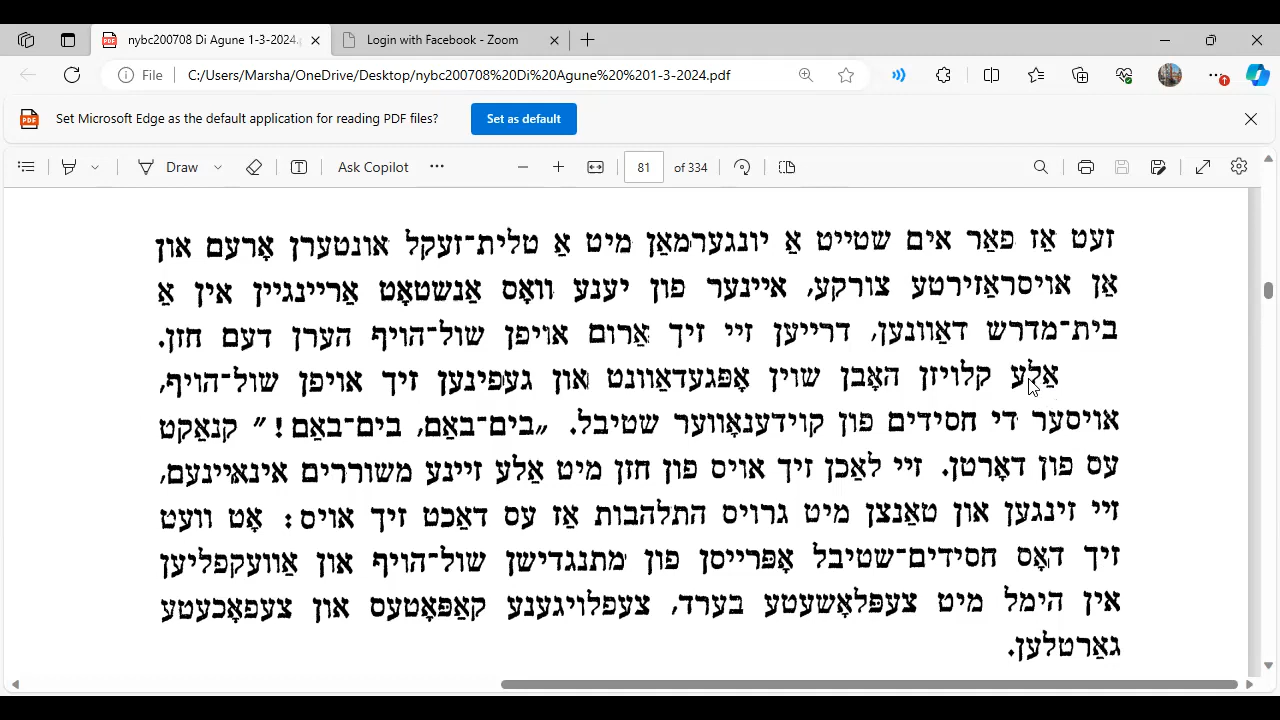 nybc200708 Di Agune 1-3-2024.
Login with Facebook - Zoom
File
C:/Users/Marsha/OneDrive/Desktop/nybc200708%20Di%20Agune%20%201-3-2024.pdf
Set Microsoft Edge as the default application for reading PDF files?
Set as default
Draw
Ask Copilot
81 of 334
זעט אַז פאַר אים שטייט אַ יונגערמאַן מיט אַ טלית־זעקל אונטערן אָרעם און
אַן אויסראַזירטע צורקע, איינער פון יענע וואָס אַנשטאָט אַריינגיין אין אַ
בית־מדרש דאַוונען, דרייען זיי זיך אַרום אויפן שול־הויף הערן דעם חזן.
אַלע קלויזן האָבן שוין אָפּגעדאַוונט און געפינען זיך אויפן שול־הויף,
אויסער די חסידים פון קוידענאָווער שטיבל. „בים־באַם, בים־באַם!” קנאַקט
עס פון דאָרטן. זיי לאַכן זיך אויס פון חזן מיט אַלע זיינע משוררים אינאיינעם,
זיי זינגען און טאַנצן מיט גרויס התלהבות אַז עס דאַכט זיך אויס: אָט וועט
זיך דאָס חסידים־שטיבל אָפּרייסן פון מתנגדישן שול־הויף און אַוועקפליען
אין הימל מיט צעפּלאָשעטע בערד, צעפלויגענע קאַפּאָטעס און צעפאָכעטע
גאַרטלען.